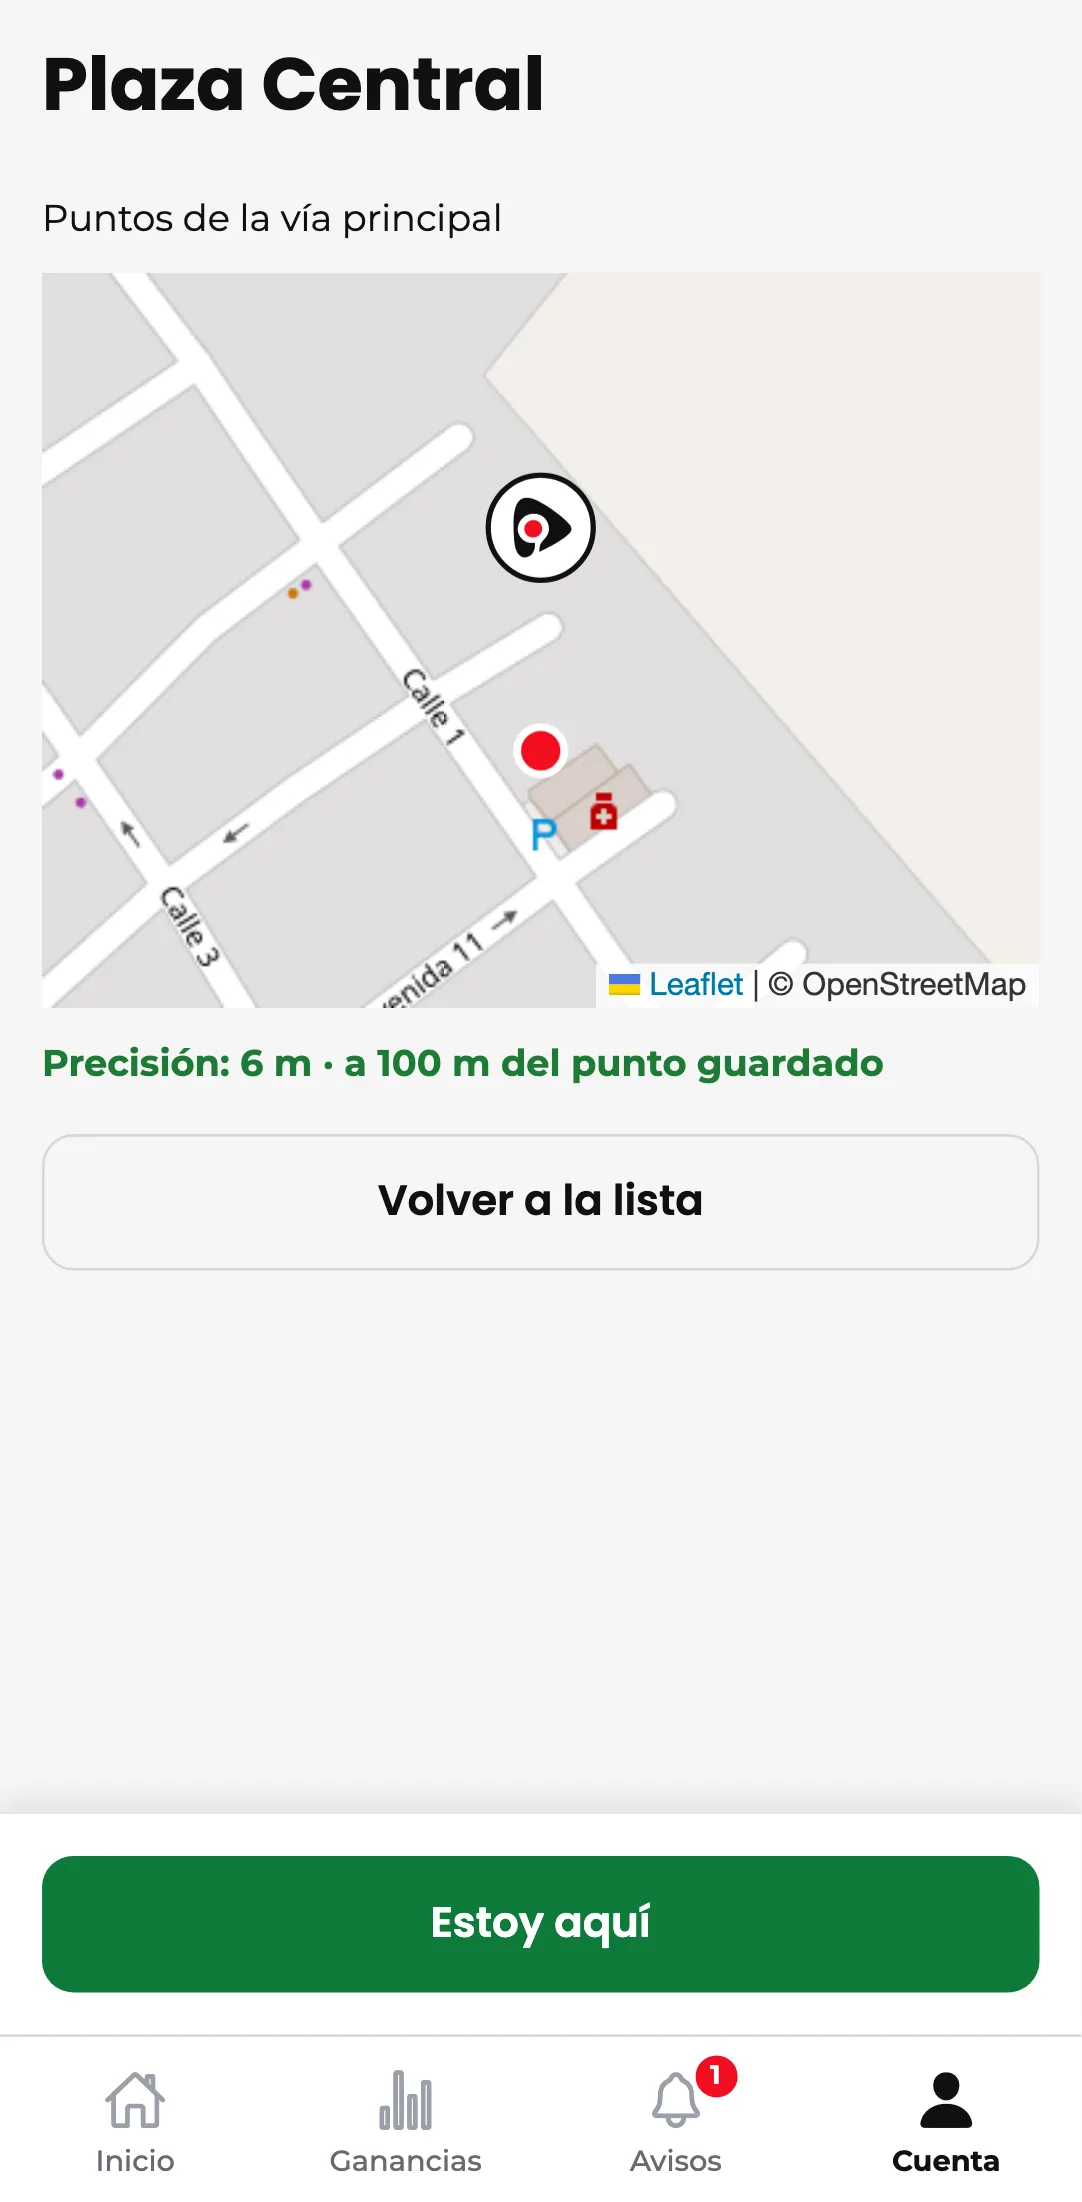 Plaza Central
Puntos de la vía principal
Calle 1
P
Calle 3
venida 11
Leaflet | © OpenStreetMap
Precisión: 6 m · a 100 m del punto guardado
Volver a la lista
Estoy aquí
1
Inicio
Ganancias
Avisos
Cuenta